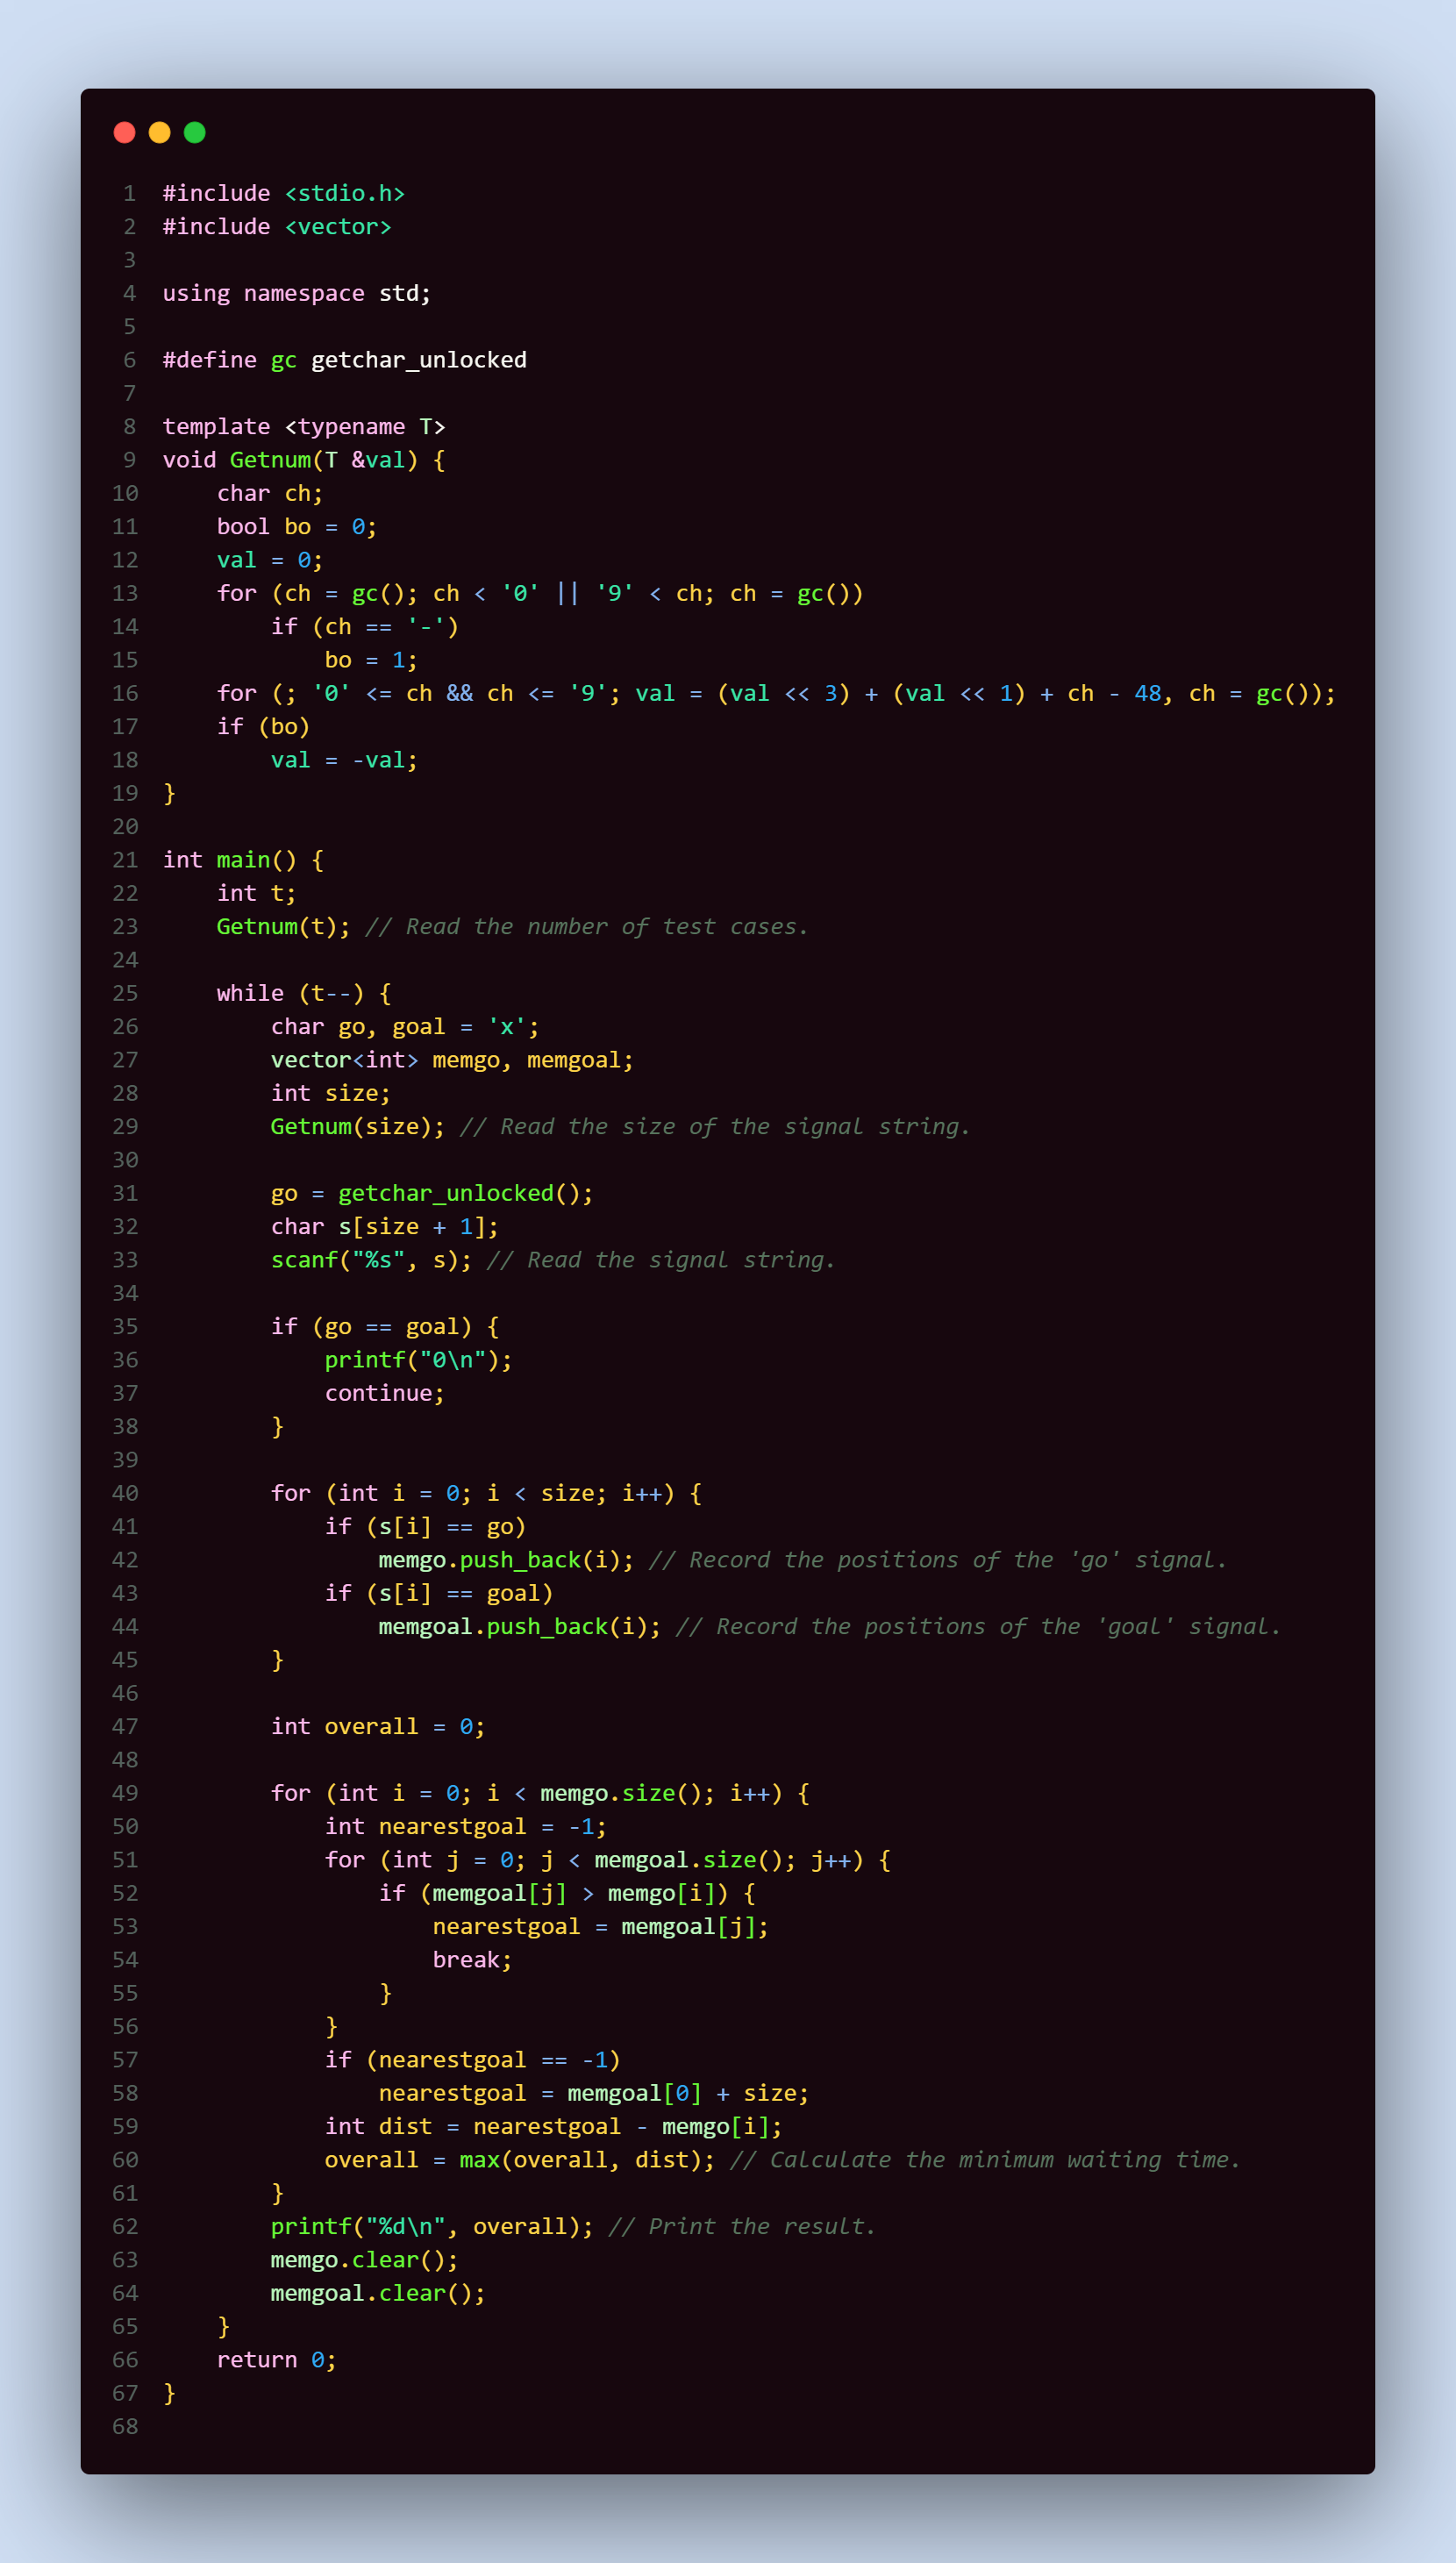 1 #include <stdio.h>
2 #include <vector>
3
4 using namespace std;
5
6 #define gc getchar_unlocked
7
8 template <typename T>
9 void Getnum(T &val) {
10     char ch;
11     bool bo = 0;
12     val = 0;
13     for (ch = gc(); ch < '0' || '9' < ch; ch = gc())
14         if (ch == '-')
15             bo = 1;
16     for (; '0' <= ch && ch <= '9'; val = (val << 3) + (val << 1) + ch - 48, ch = gc());
17     if (bo)
18         val = -val;
19 }
20
21 int main() {
22     int t;
23     Getnum(t); // Read the number of test cases.
24
25     while (t--) {
26         char go, goal = 'x';
27         vector<int> memgo, memgoal;
28         int size;
29         Getnum(size); // Read the size of the signal string.
30
31         go = getchar_unlocked();
32         char s[size + 1];
33         scanf("%s", s); // Read the signal string.
34
35         if (go == goal) {
36             printf("0\n");
37             continue;
38         }
39
40         for (int i = 0; i < size; i++) {
41             if (s[i] == go)
42                 memgo.push_back(i); // Record the positions of the 'go' signal.
43             if (s[i] == goal)
44                 memgoal.push_back(i); // Record the positions of the 'goal' signal.
45         }
46
47         int overall = 0;
48
49         for (int i = 0; i < memgo.size(); i++) {
50             int nearestgoal = -1;
51             for (int j = 0; j < memgoal.size(); j++) {
52                 if (memgoal[j] > memgo[i]) {
53                     nearestgoal = memgoal[j];
54                     break;
55                 }
56             }
57             if (nearestgoal == -1)
58                 nearestgoal = memgoal[0] + size;
59             int dist = nearestgoal - memgo[i];
60             overall = max(overall, dist); // Calculate the minimum waiting time.
61         }
62         printf("%d\n", overall); // Print the result.
63         memgo.clear();
64         memgoal.clear();
65     }
66     return 0;
67 }
68